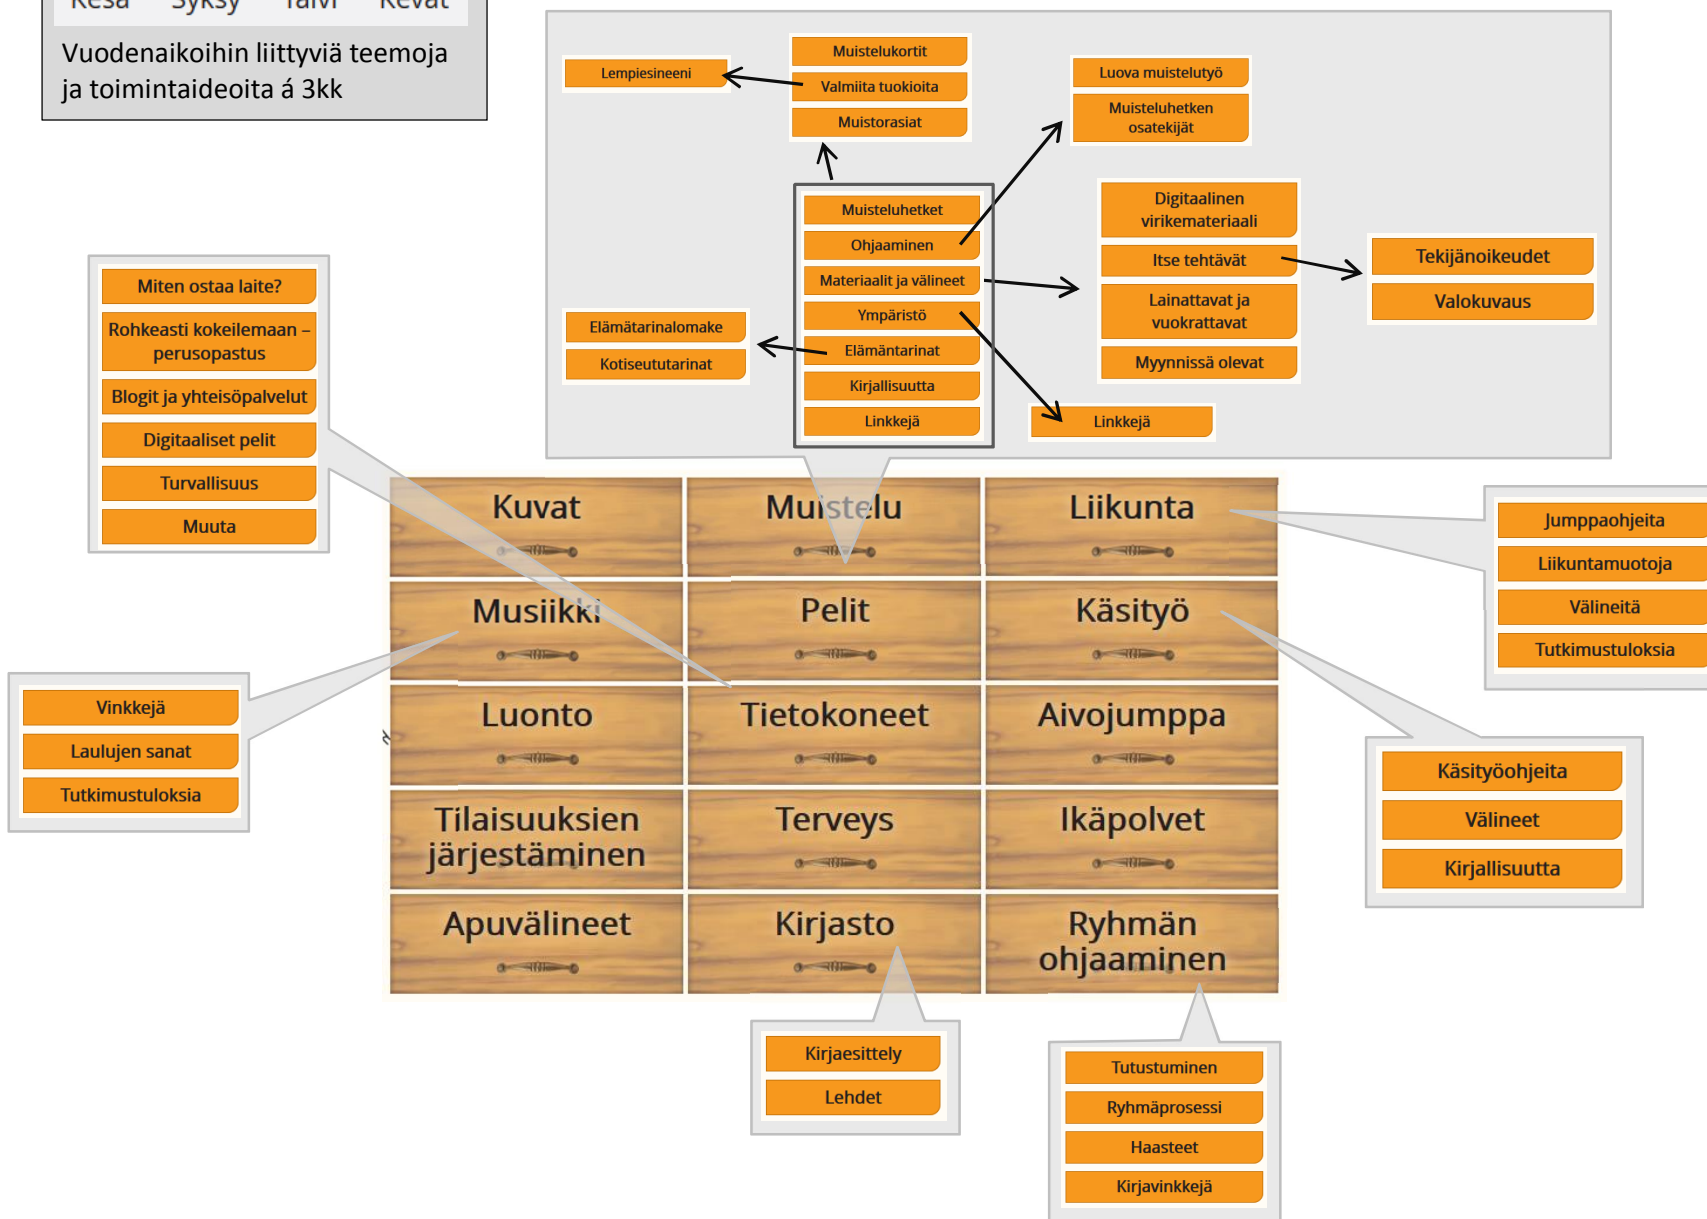 Kesä Syksy Talvi Kevät
Vuodenaikoihin liittyviä teemoja
ja toimintaideoita á 3kk
Lempiesineeni
Muistelukortit
Valmiita tuokioita
Muistorasiat
Luova muistelutyö
Muisteluhetken
osatekijät
Muisteluhetket
Ohjaaminen
Materiaalit ja välineet
Ympäristö
Elämäntarinat
Kirjallisuutta
Linkkejä
Digitaalinen
virikemateriaali
Itse tehtävät
Lainattavat ja
vuokrattavat
Myynnissä olevat
Tekijänoikeudet
Valokuvaus
Elämätarinalomake
Kotiseututarinat
Linkkejä
Miten ostaa laite?
Rohkeasti kokeilemaan –
perusopastus
Blogit ja yhteisöpalvelut
Digitaaliset pelit
Turvallisuus
Muuta
Kuvat
Muistelu
Liikunta
Musiikki
Pelit
Käsityö
Luonto
Tietokoneet
Aivojumppa
Tilaisuuksien
järjestäminen
Terveys
Ikäpolvet
Apuvälineet
Kirjasto
Ryhmän
ohjaaminen
Jumppaohjeita
Liikuntamuotoja
Välineitä
Tutkimustuloksia
Vinkkejä
Laulujen sanat
Tutkimustuloksia
Käsityöohjeita
Välineet
Kirjallisuutta
Kirjaesittely
Lehdet
Tutustuminen
Ryhmäprosessi
Haasteet
Kirjavinkkejä